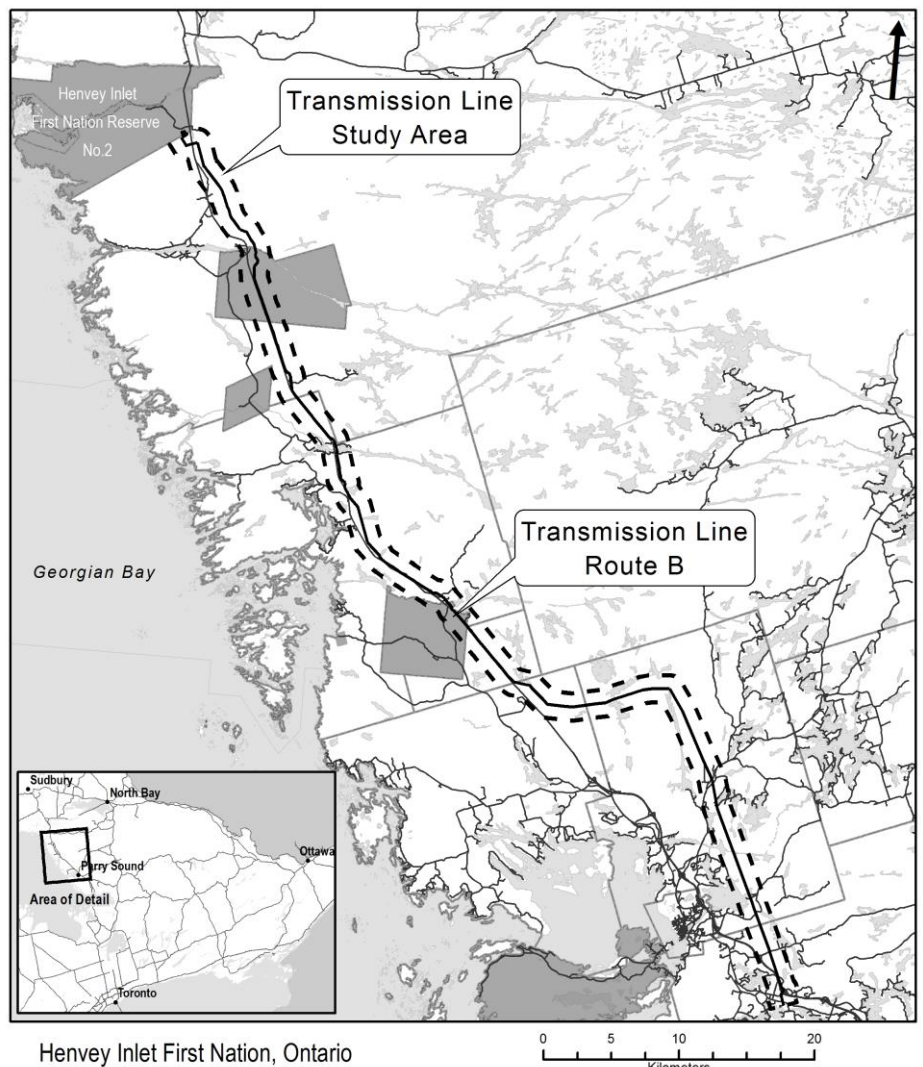 Henvey Inlet
First Nation Reserve
No.2
Transmission Line
Study Area
Transmission Line
Route B
Georgian Bay
Sudbury
North Bay
Ottawa
Parry Sound
Area of Detail
Toronto
Henvey Inlet First Nation, Ontario
0 5 10 20
Kilometers